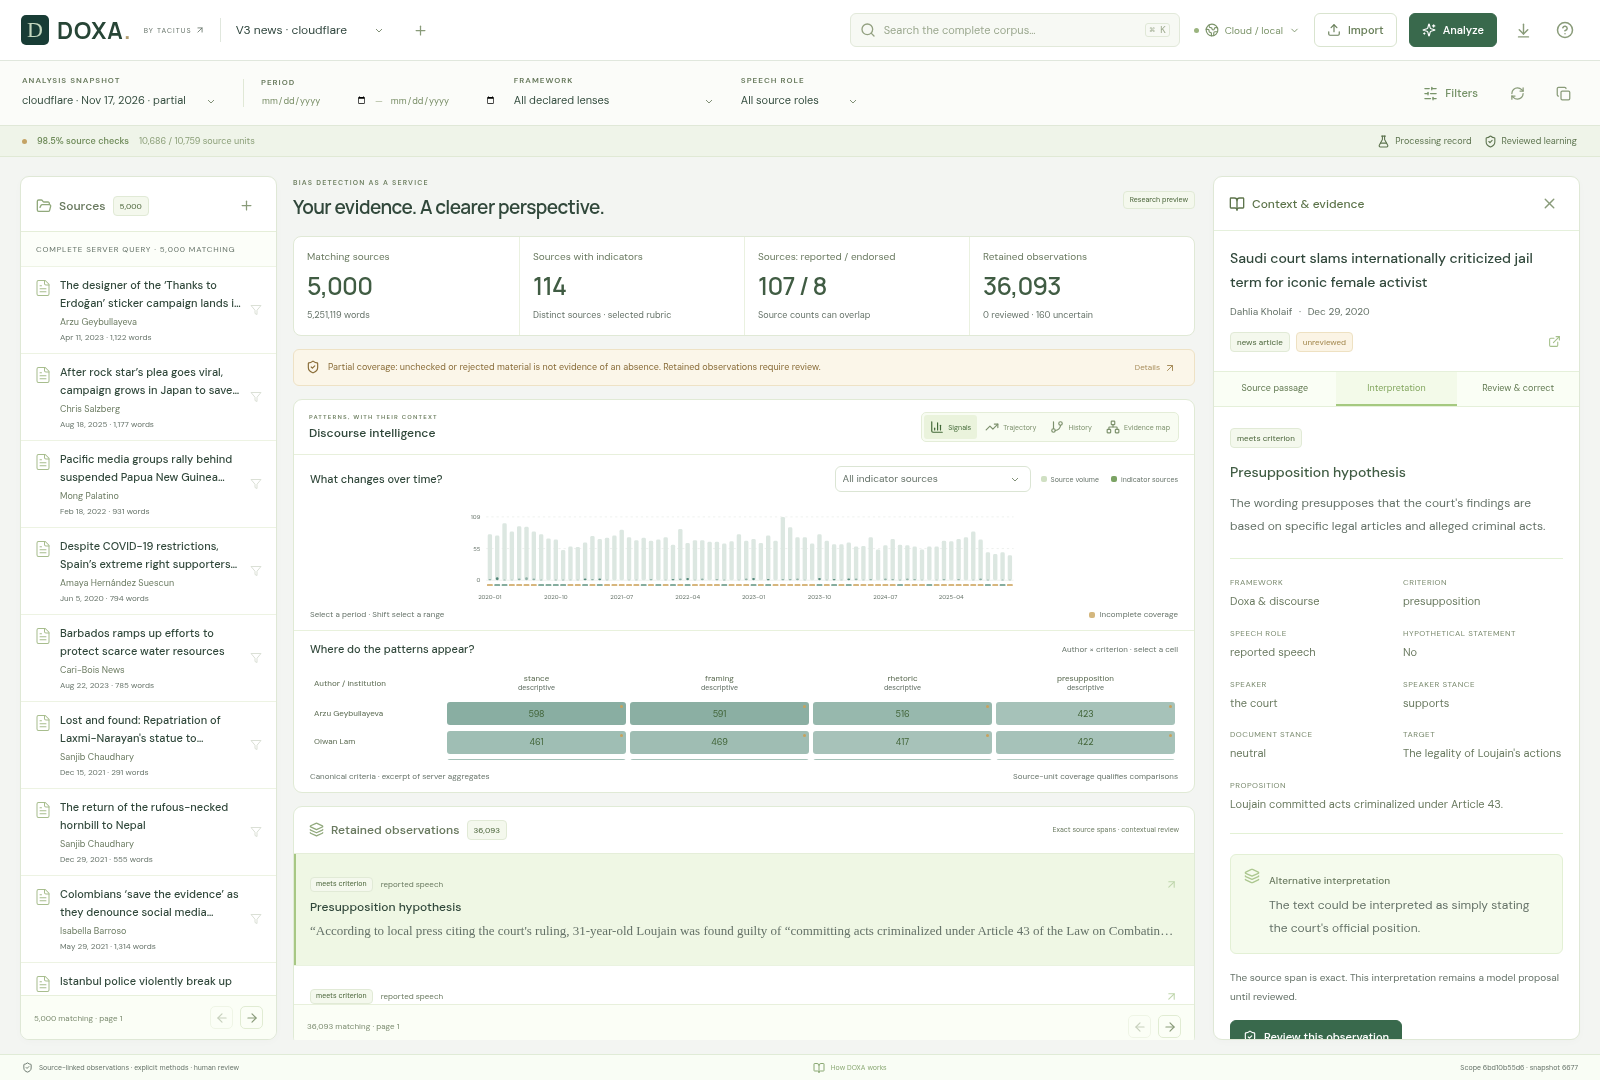 D DOXA. BY TACITUS
V3 news · cloudflare
Search the complete corpus… ⌘ K
Cloud / local
Import
Analyze
ANALYSIS SNAPSHOT
cloudflare · Nov 17, 2026 · partial
PERIOD
mm/dd/yyyy — mm/dd/yyyy
FRAMEWORK
All declared lenses
SPEECH ROLE
All source roles
Filters
98.5% source checks 10,686 / 10,759 source units
Processing record
Reviewed learning
Sources 5,000
COMPLETE SERVER QUERY · 5,000 MATCHING
The designer of the ‘Thanks to
Erdoğan’ sticker campaign lands i…
Arzu Geybullayeva
Apr 11, 2023 · 1,122 words
After rock star’s plea goes viral,
campaign grows in Japan to save…
Chris Salzberg
Aug 18, 2025 · 1,177 words
Pacific media groups rally behind
suspended Papua New Guinea…
Mong Palatino
Feb 18, 2022 · 931 words
Despite COVID-19 restrictions,
Spain’s extreme right supporters…
Amaya Hernández Suescun
Jun 5, 2020 · 794 words
Barbados ramps up efforts to
protect scarce water resources
Cari-Bois News
Aug 22, 2023 · 785 words
Lost and found: Repatriation of
Laxmi-Narayan's statue to…
Sanjib Chaudhary
Dec 15, 2021 · 291 words
The return of the rufous-necked
hornbill to Nepal
Sanjib Chaudhary
Dec 29, 2021 · 555 words
Colombians ‘save the evidence’ as
they denounce social media…
Isabella Barroso
May 29, 2021 · 1,314 words
Istanbul police violently break up
5,000 matching · page 1
BIAS DETECTION AS A SERVICE
Your evidence. A clearer perspective.
Research preview
Matching sources
5,000
5,251,119 words
Sources with indicators
114
Distinct sources · selected rubric
Sources: reported / endorsed
107 / 8
Source counts can overlap
Retained observations
36,093
0 reviewed · 160 uncertain
Partial coverage: unchecked or rejected material is not evidence of an absence. Retained observations require review.
Details
PATTERNS, WITH THEIR CONTEXT
Discourse intelligence
Signals
Trajectory
History
Evidence map
What changes over time?
All indicator sources
Source volume
Indicator sources
109
55
0
2020-01 2020-10 2021-07 2022-04 2023-01 2023-10 2024-07 2025-04
Select a period · Shift select a range
Incomplete coverage
Where do the patterns appear?
Author × criterion · select a cell
Author / institution
stance
descriptive
framing
descriptive
rhetoric
descriptive
presupposition
descriptive
Arzu Geybullayeva 598 591 516 423
Oiwan Lam 461 469 417 422
Canonical criteria · excerpt of server aggregates
Source-unit coverage qualifies comparisons
Retained observations 36,093
Exact source spans · contextual review
meets criterion reported speech
Presupposition hypothesis
“According to local press citing the court's ruling, 31-year-old Loujain was found guilty of “committing acts criminalized under Article 43 of the Law on Combatin…
meets criterion reported speech
36,093 matching · page 1
Context & evidence
Saudi court slams internationally criticized jail
term for iconic female activist
Dahlia Kholaif · Dec 29, 2020
news article unreviewed
Source passage
Interpretation
Review & correct
meets criterion
Presupposition hypothesis
The wording presupposes that the court's findings are
based on specific legal articles and alleged criminal acts.
FRAMEWORK
Doxa & discourse
CRITERION
presupposition
SPEECH ROLE
reported speech
HYPOTHETICAL STATEMENT
No
SPEAKER
the court
SPEAKER STANCE
supports
DOCUMENT STANCE
neutral
TARGET
The legality of Loujain's actions
PROPOSITION
Loujain committed acts criminalized under Article 43.
Alternative interpretation
The text could be interpreted as simply stating
the court's official position.
The source span is exact. This interpretation remains a model proposal
until reviewed.
Review this observation
Source-linked observations · explicit methods · human review
How DOXA works
Scope 6bd10b55d6 · snapshot 6677